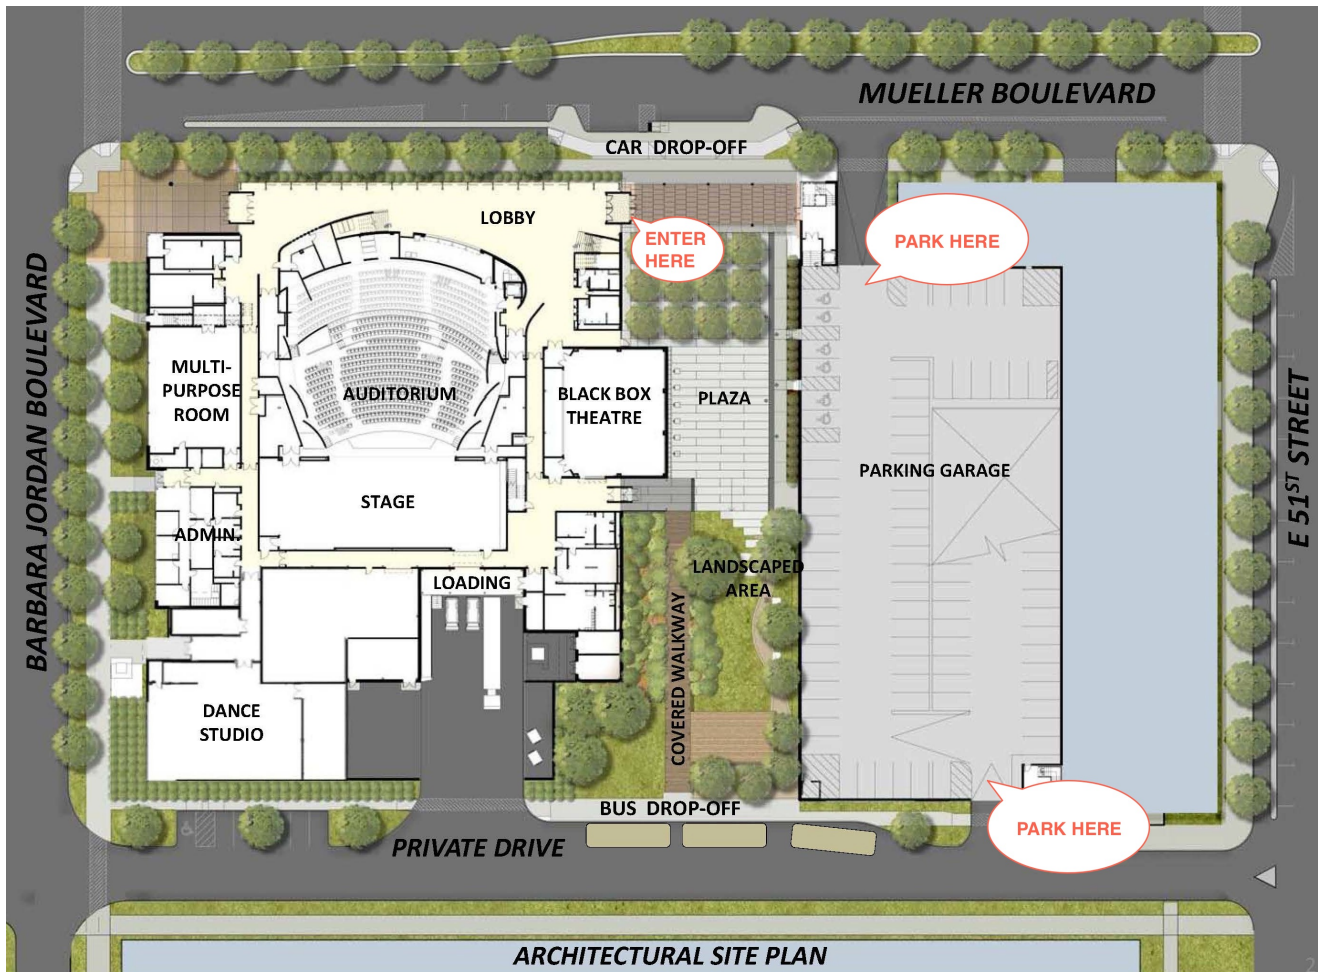 MUELLER BOULEVARD
CAR DROP-OFF
LOBBY
ENTER
HERE
PARK HERE
BARBARA JORDAN BOULEVARD
MULTI-
PURPOSE
ROOM
AUDITORIUM
BLACK BOX
THEATRE
PLAZA
E 51ST STREET
PARKING GARAGE
STAGE
ADMIN.
LOADING
LANDSCAPED
AREA
COVERED WALKWAY
DANCE
STUDIO
BUS DROP-OFF
PARK HERE
PRIVATE DRIVE
ARCHITECTURAL SITE PLAN
2